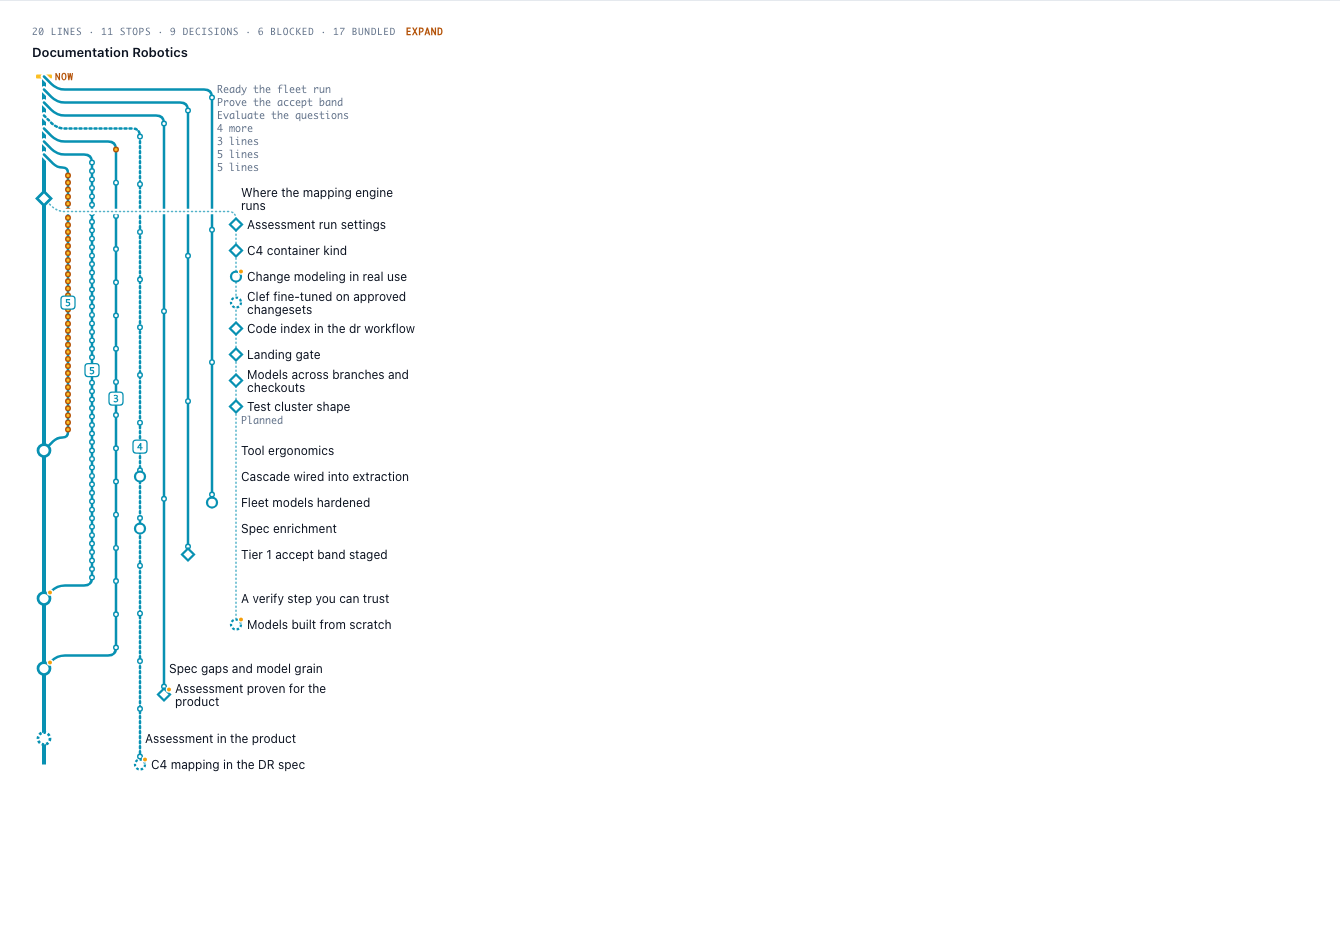 20 LINES · 11 STOPS · 9 DECISIONS · 6 BLOCKED · 17 BUNDLED EXPAND
Documentation Robotics
NOW
Ready the fleet run
Prove the accept band
Evaluate the questions
4 more
3 lines
5 lines
5 lines
Where the mapping engine
runs
Assessment run settings
C4 container kind
Change modeling in real use
Clef fine-tuned on approved
changesets
5
Code index in the dr workflow
Landing gate
5
Models across branches and
checkouts
3
Test cluster shape
Planned
4
Tool ergonomics
Cascade wired into extraction
Fleet models hardened
Spec enrichment
Tier 1 accept band staged
A verify step you can trust
Models built from scratch
Spec gaps and model grain
Assessment proven for the
product
Assessment in the product
C4 mapping in the DR spec